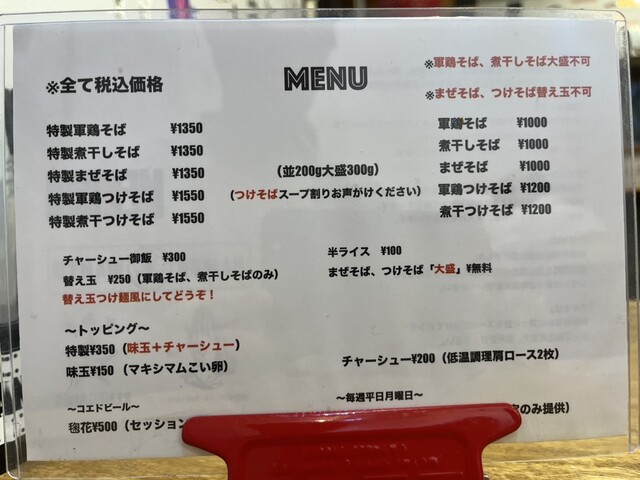 ※全て税込価格
MENU
※軍鶏そば、煮干しそば大盛不可
※まぜそば、つけそば替え玉不可
特製軍鶏そば ¥1350
特製煮干しそば ¥1350
特製まぜそば ¥1350
特製軍鶏つけそば ¥1550
特製煮干つけそば ¥1550
(並200g大盛300g)
(つけそばスープ割りお声がけください)
軍鶏そば ¥1000
煮干しそば ¥1000
まぜそば ¥1000
軍鶏つけそば ¥1200
煮干つけそば ¥1200
チャーシュー御飯 ¥300
替え玉 ¥250（軍鶏そば、煮干しそばのみ）
替え玉つけ麺風にしてどうぞ！
半ライス ¥100
まぜそば、つけそば「大盛」¥無料
〜トッピング〜
特製¥350（味玉＋チャーシュー）
味玉¥150（マキシマムこい卵）
チャーシュー¥200（低温調理肩ロース2枚）
〜コエドビール〜
毱花¥500（セッション
〜毎週平日月曜日〜
のみ提供）